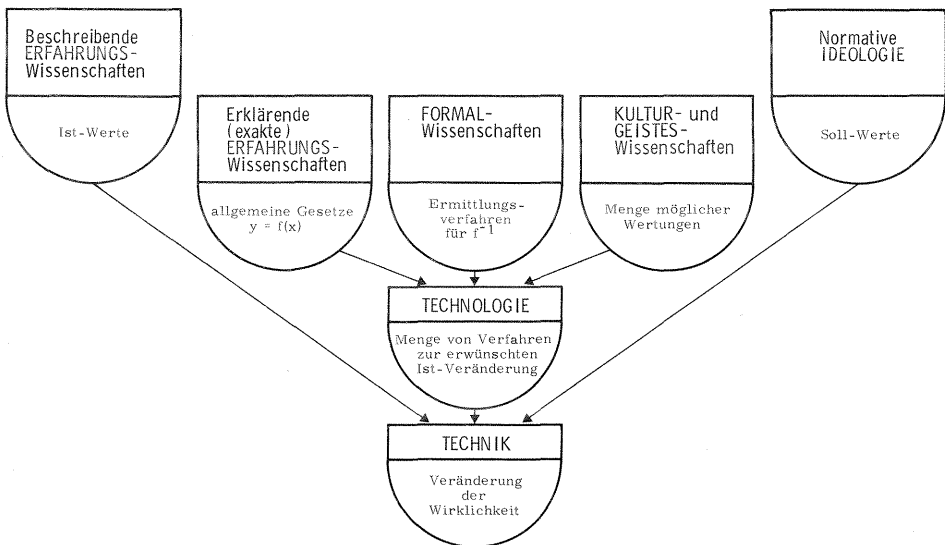 Beschreibende
ERFAHRUNGS-
Wissenschaften
Ist-Werte
Erklärende
(exakte)
ERFAHRUNGS-
Wissenschaften
allgemeine Gesetze
y = f(x)
FORMAL-
Wissenschaften
Ermittlungs-
verfahren
für f⁻¹
KULTUR- und
GEISTES-
Wissenschaften
Menge möglicher
Wertungen
Normative
IDEOLOGIE
Soll-Werte
TECHNOLOGIE
Menge von Verfahren
zur erwünschten
Ist-Veränderung
TECHNIK
Veränderung
der
Wirklichkeit